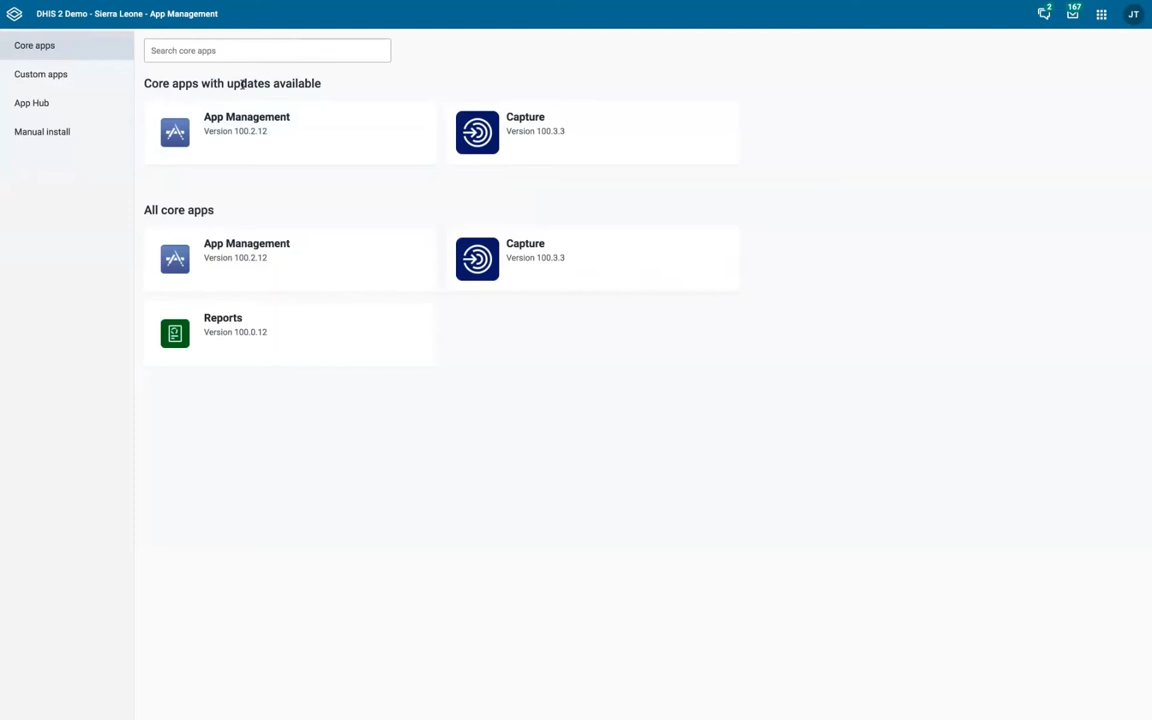 DHIS 2 Demo - Sierra Leone - App Management
2
167
JT
Core apps
Custom apps
App Hub
Manual install
Search core apps
Core apps with updates available
App Management
Version 100.2.12
Capture
Version 100.3.3
All core apps
App Management
Version 100.2.12
Capture
Version 100.3.3
Reports
Version 100.0.12